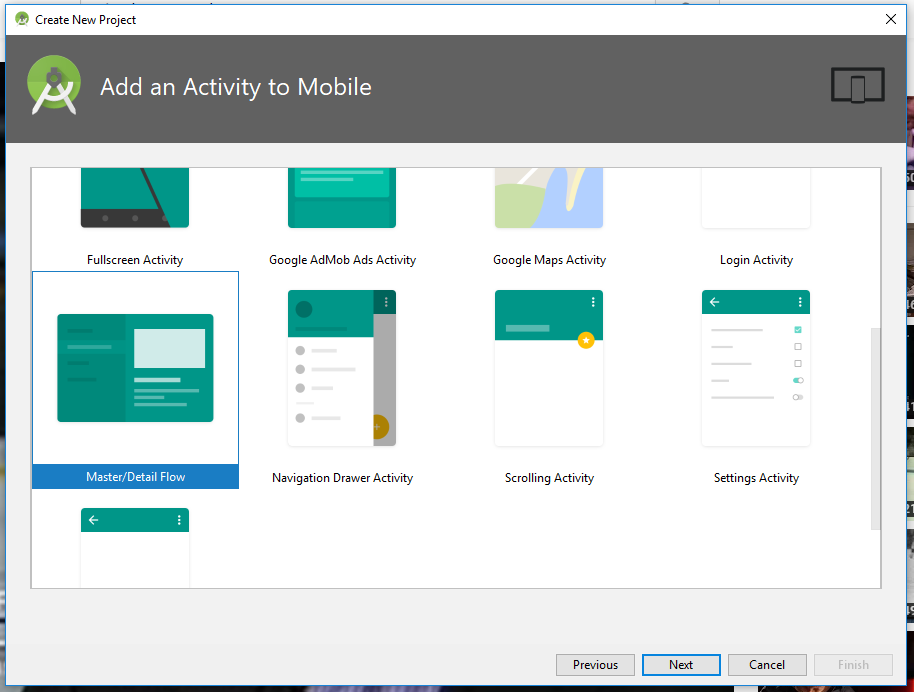 Create New Project
Add an Activity to Mobile
Fullscreen Activity
Google AdMob Ads Activity
Google Maps Activity
Login Activity
Master/Detail Flow
Navigation Drawer Activity
Scrolling Activity
Settings Activity
Previous
Next
Cancel
Finish